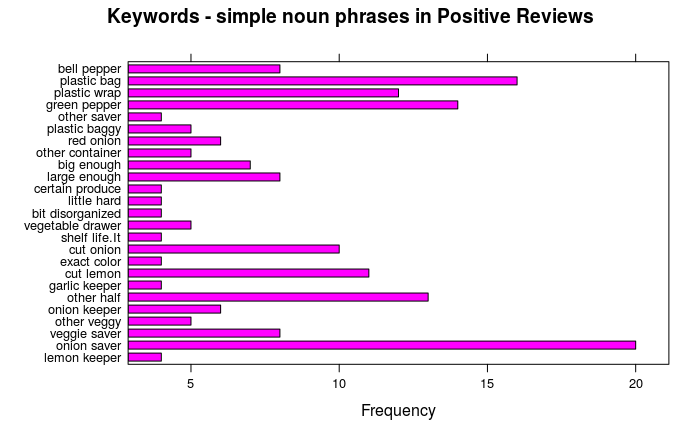 Keywords - simple noun phrases in Positive Reviews
bell pepper
plastic bag
plastic wrap
green pepper
other saver
plastic baggy
red onion
other container
big enough
large enough
certain produce
little hard
bit disorganized
vegetable drawer
shelf life.It
cut onion
exact color
cut lemon
garlic keeper
other half
onion keeper
other veggy
veggie saver
onion saver
lemon keeper
5 10 15 20
Frequency